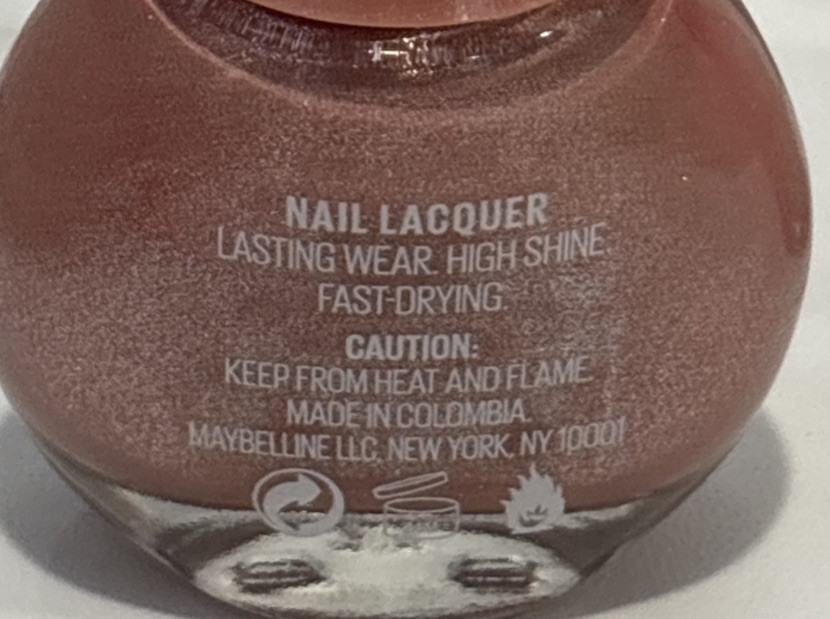 NAIL LACQUER
LASTING WEAR. HIGH SHINE.
FAST-DRYING.
CAUTION:
KEEP FROM HEAT AND FLAME.
MADE IN COLOMBIA.
MAYBELLINE LLC, NEW YORK, NY 10001